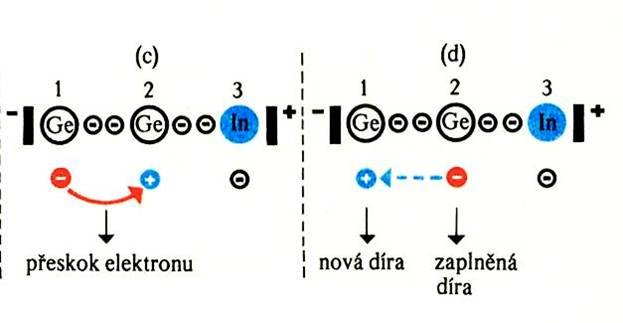 (c)
1 2 3
- Ge ⊖⊖ Ge ⊖⊖ In +
- + ⊖
přeskok elektronu
(d)
1 2 3
- Ge ⊖⊖ Ge ⊖⊖ In +
+ - ⊖
nová díra
zaplněná
díra